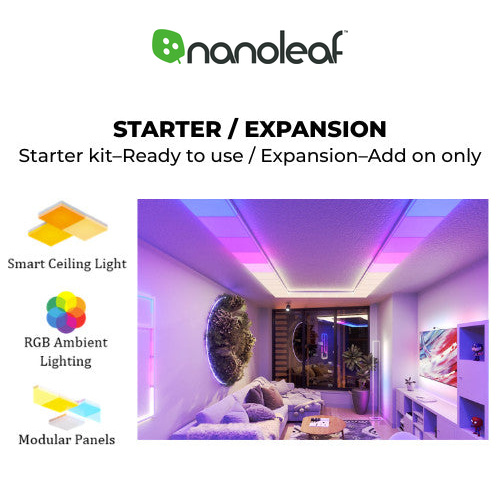 nanoleaf™
STARTER / EXPANSION
Starter kit–Ready to use / Expansion–Add on only
Smart Ceiling Light
RGB Ambient
Lighting
Modular Panels